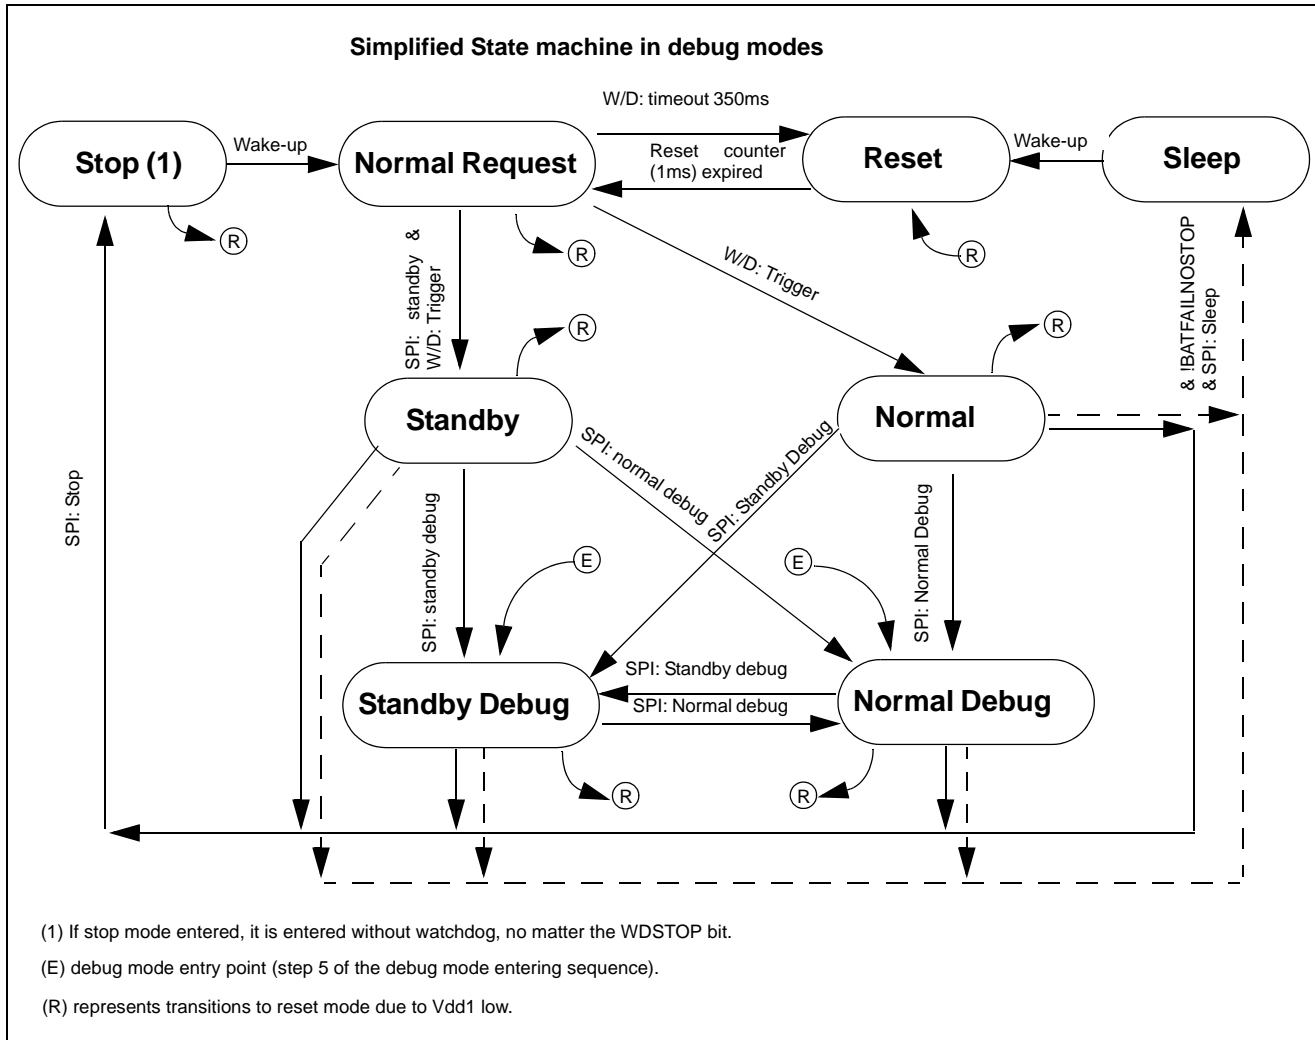 Simplified State machine in debug modes
W/D: timeout 350ms
Stop (1)
Wake-up
Normal Request
Reset counter
(1ms) expired
Reset
Wake-up
Sleep
R
R
R
SPI: standby &
W/D: Trigger
W/D: Trigger
R
R
& !BATFAILNOSTOP
& SPI: Sleep
Standby
Normal
SPI: Stop
SPI: standby debug
SPI: normal debug
SPI: Standby Debug
SPI: Normal Debug
E
E
Standby Debug
SPI: Standby debug
SPI: Normal debug
Normal Debug
R
R
(1) If stop mode entered, it is entered without watchdog, no matter the WDSTOP bit.
(E) debug mode entry point (step 5 of the debug mode entering sequence).
(R) represents transitions to reset mode due to Vdd1 low.